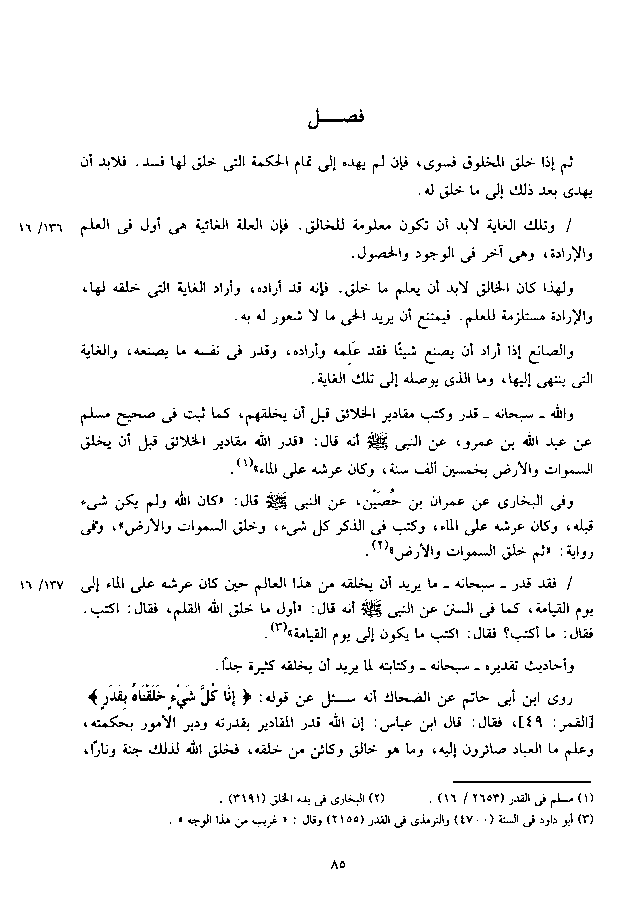 فصــــل
ثم إذا خلق المخلوق فسوى، فإن لم يهده إلى تمام الحكمة التى خلق لها فسد. فلابد أن
يهدى بعد ذلك إلى ما خلق له.
١٦/١٣٦
/ وتلك الغاية لابد أن تكون معلومة للخالق. فإن العلة الغائية هى أول فى العلم
والإرادة، وهى آخر فى الوجود والحصول.
ولهذا كان الخالق لابد أن يعلم ما خلق. فإنه قد أراده، وأراد الغاية التى خلقه لها،
والإرادة مستلزمة للعلم. فيمتنع أن يريد الحى ما لا شعور له به.
والصانع إذا أراد أن يصنع شيئًا فقد عَلِمه وأراده، وقدر فى نفسه ما يصنعه، والغاية
التى ينتهى إليها، وما الذى يوصله إلى تلك الغاية.
والله ـ سبحانه ـ قدر وكتب مقادير الخلائق قبل أن يخلقهم، كما ثبت فى صحيح مسلم
عن عبد الله بن عمرو، عن النبى ﷺ أنه قال: «قدر الله مقادير الخلائق قبل أن يخلق
السموات والأرض بخمسين ألف سنة، وكان عرشه على الماء»(١).
وفى البخارى عن عمران بن حُصَيْن، عن النبى ﷺ قال: «كان الله ولم يكن شىء
قبله، وكان عرشه على الماء، وكتب فى الذكر كل شىء، وخلق السموات والأرض»، وفى
رواية: «ثم خلق السموات والأرض»(٢).
١٦/١٣٧
/ فقد قدر ـ سبحانه ـ ما يريد أن يخلقه من هذا العالم حين كان عرشه على الماء إلى
يوم القيامة، كما فى السنن عن النبى ﷺ أنه قال: «أول ما خلق الله القلم، فقال: اكتب.
فقال: ما أكتب؟ فقال: اكتب ما يكون إلى يوم القيامة»(٣).
وأحاديث تقديره ـ سبحانه ـ وكتابته لما يريد أن يخلقه كثيرة جدًا.
روى ابن أبى حاتم عن الضحاك أنه سـئل عن قوله: ﴿ إِنَّا كُلَّ شَيْءٍ خَلَقْنَاهُ بِقَدَرٍ ﴾
[القمر: ٤٩]، فقال: قال ابن عباس: إن الله قدر المقادير بقدرته ودبر الأمور بحكمته،
وعلم ما العباد صائرون إليه، وما هو خالق وكائن من خلقه، فخلق الله لذلك جنة ونارًا،
(١) مسلم فى القدر (٢٦٥٣ / ١٦) . (٢) البخارى فى بدء الخلق (٣١٩١) .
(٣) أبو داود فى السنة (٤٧٠٠) والترمذى فى القدر (٢١٥٥) وقال : « غريب من هذا الوجه » .
٨٥